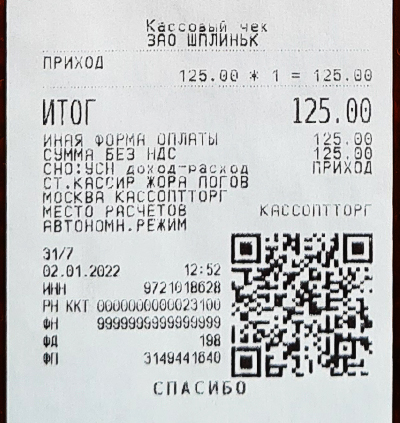 Кассовый чек
ЗАО ШПЛИНЬК
ПРИХОД
125.00 * 1 = 125.00
ИТОГ 125.00
ИНАЯ ФОРМА ОПЛАТЫ 125.00
СУММА БЕЗ НДС 125.00
СНО:УСН доход-расход ПРИХОД
СТ.КАССИР ЖОРА ПОГОВ
МОСКВА КАССОПТТОРГ
МЕСТО РАСЧЕТОВ КАССОПТТОРГ
АВТОНОМН.РЕЖИМ
31/7
02.01.2022 12:52
ИНН 9721018628
РН ККТ 0000000000023100
ФН 9999999999999999
ФД 198
ФП 3149441640
СПАСИБО